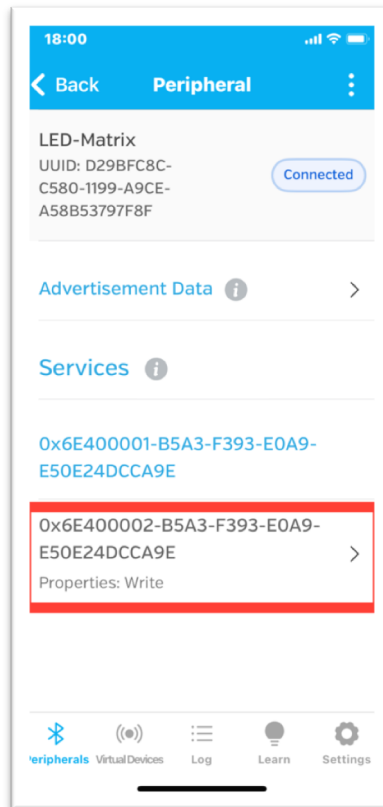 18:00
Back Peripheral
LED-Matrix
UUID: D29BFC8C-
C580-1199-A9CE-
A58B53797F8F
Connected
Advertisement Data
Services
0x6E400001-B5A3-F393-E0A9-
E50E24DCCA9E
0x6E400002-B5A3-F393-E0A9-
E50E24DCCA9E
Properties: Write
Peripherals Virtual Devices Log Learn Settings